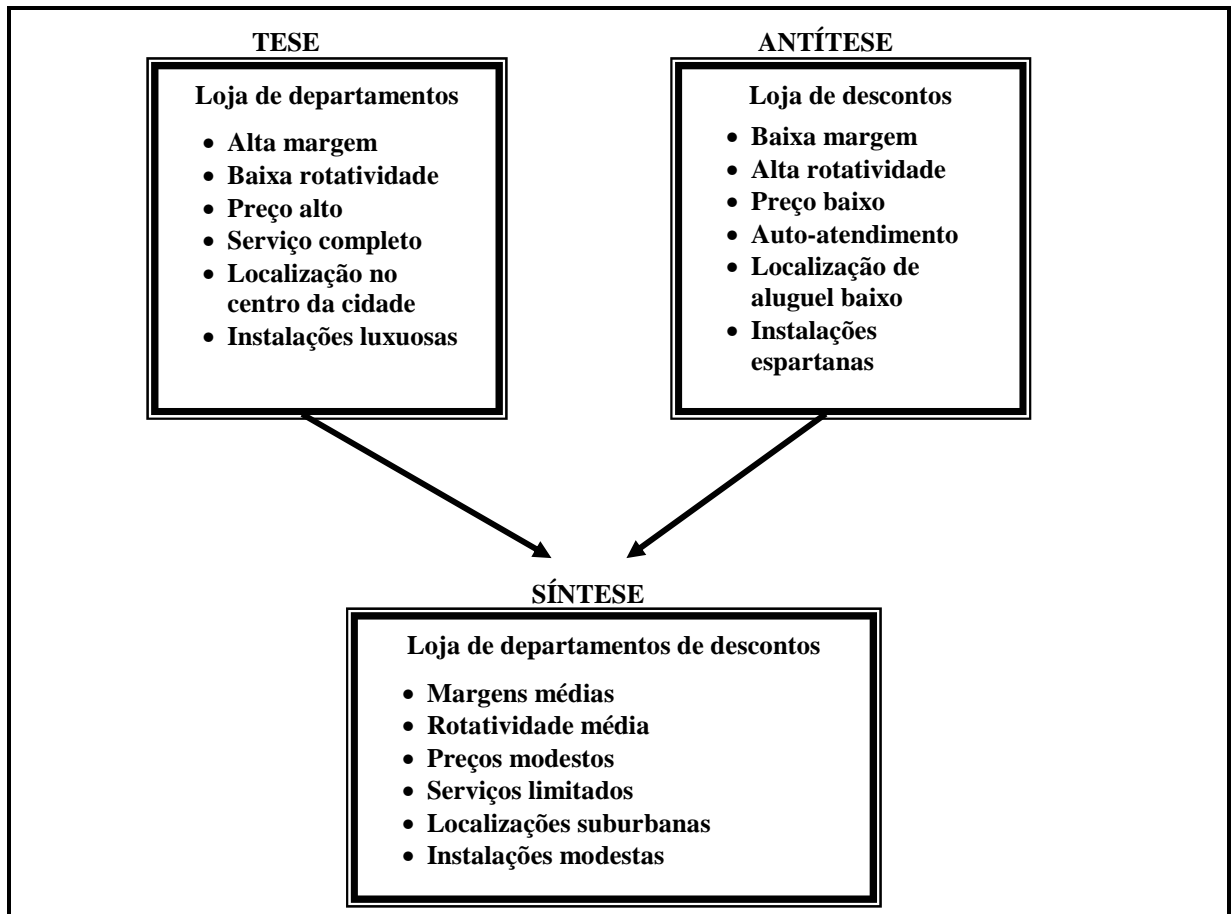 TESE
Loja de departamentos
• Alta margem
• Baixa rotatividade
• Preço alto
• Serviço completo
• Localização no
centro da cidade
• Instalações luxuosas
ANTÍTESE
Loja de descontos
• Baixa margem
• Alta rotatividade
• Preço baixo
• Auto-atendimento
• Localização de
aluguel baixo
• Instalações
espartanas
SÍNTESE
Loja de departamentos de descontos
• Margens médias
• Rotatividade média
• Preços modestos
• Serviços limitados
• Localizações suburbanas
• Instalações modestas